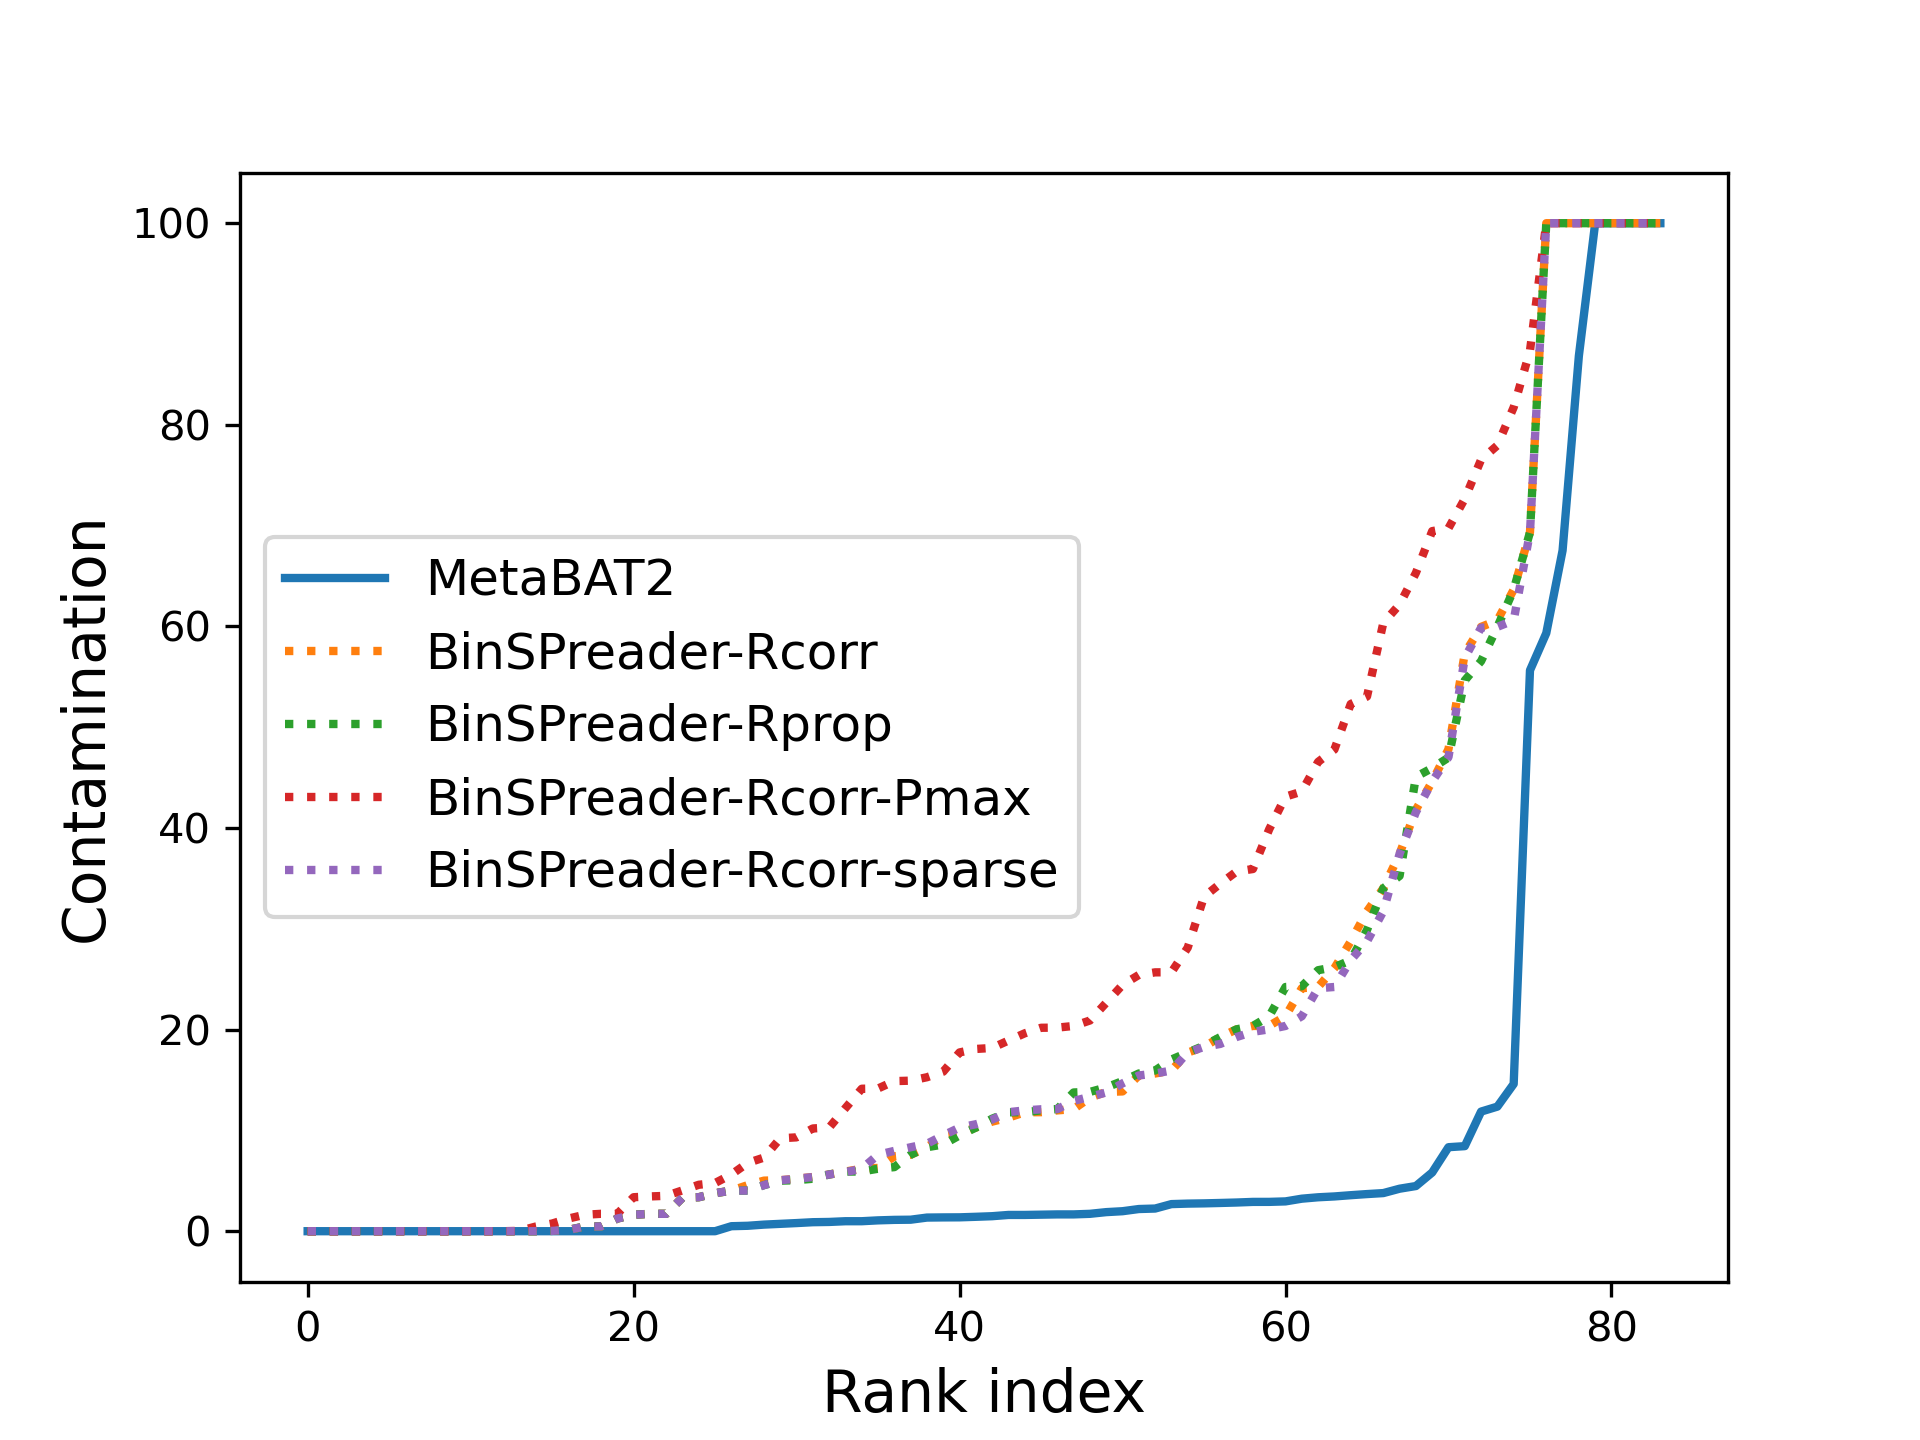 100
80
60
40
20
0
Contamination
MetaBAT2
BinSPreader-Rcorr
BinSPreader-Rprop
BinSPreader-Rcorr-Pmax
BinSPreader-Rcorr-sparse
0 20 40 60 80
Rank index